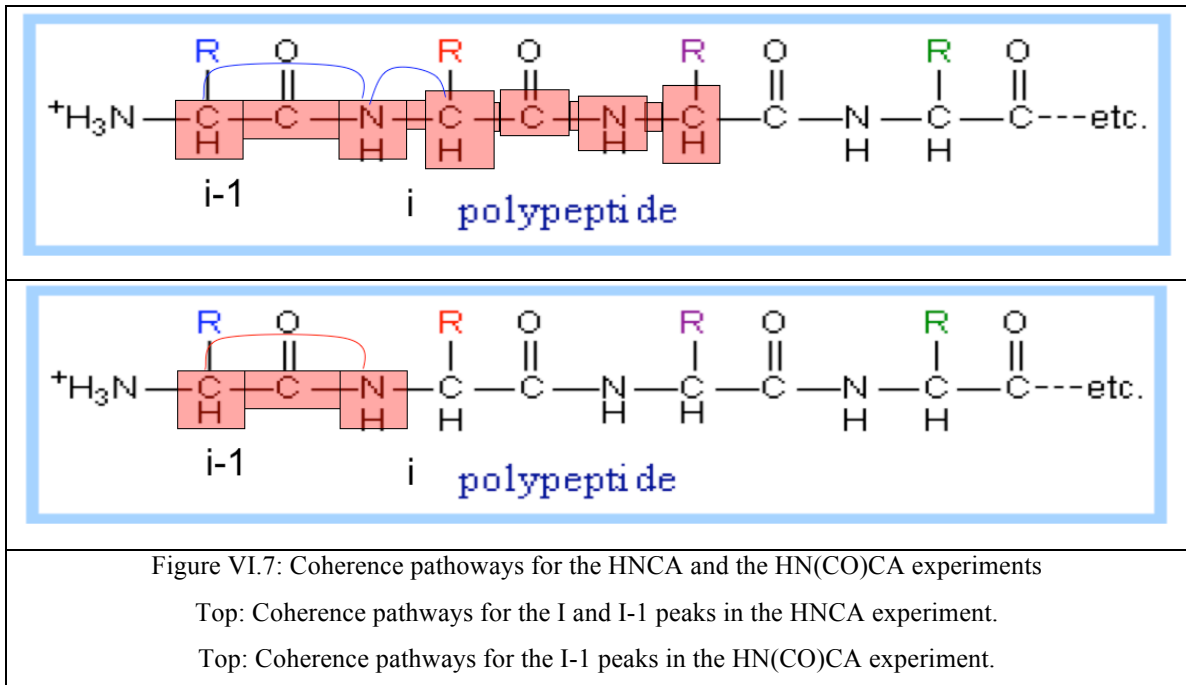 R O R O R O R O
+H3N C C N C C N C C N C C---etc.
H H H H H H H
i-1 i polypeptide
R O R O R O R O
+H3N C C N C C N C C N C C---etc.
H H H H H H H
i-1 i polypeptide
Figure VI.7: Coherence pathoways for the HNCA and the HN(CO)CA experiments
Top: Coherence pathways for the I and I-1 peaks in the HNCA experiment.
Top: Coherence pathways for the I-1 peaks in the HN(CO)CA experiment.